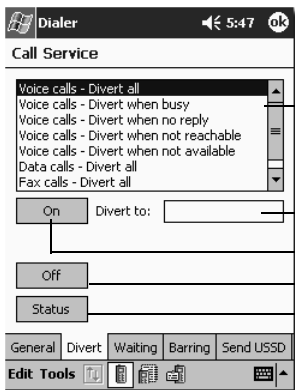 Dialer 5:47 ok
Call Service
Voice calls - Divert all
Voice calls - Divert when busy
Voice calls - Divert when no reply
Voice calls - Divert when not reachable
Voice calls - Divert when not available
Data calls - Divert all
Fax calls - Divert all
On Divert to:
Off
Status
General Divert Waiting Barring Send USSD
Edit Tools